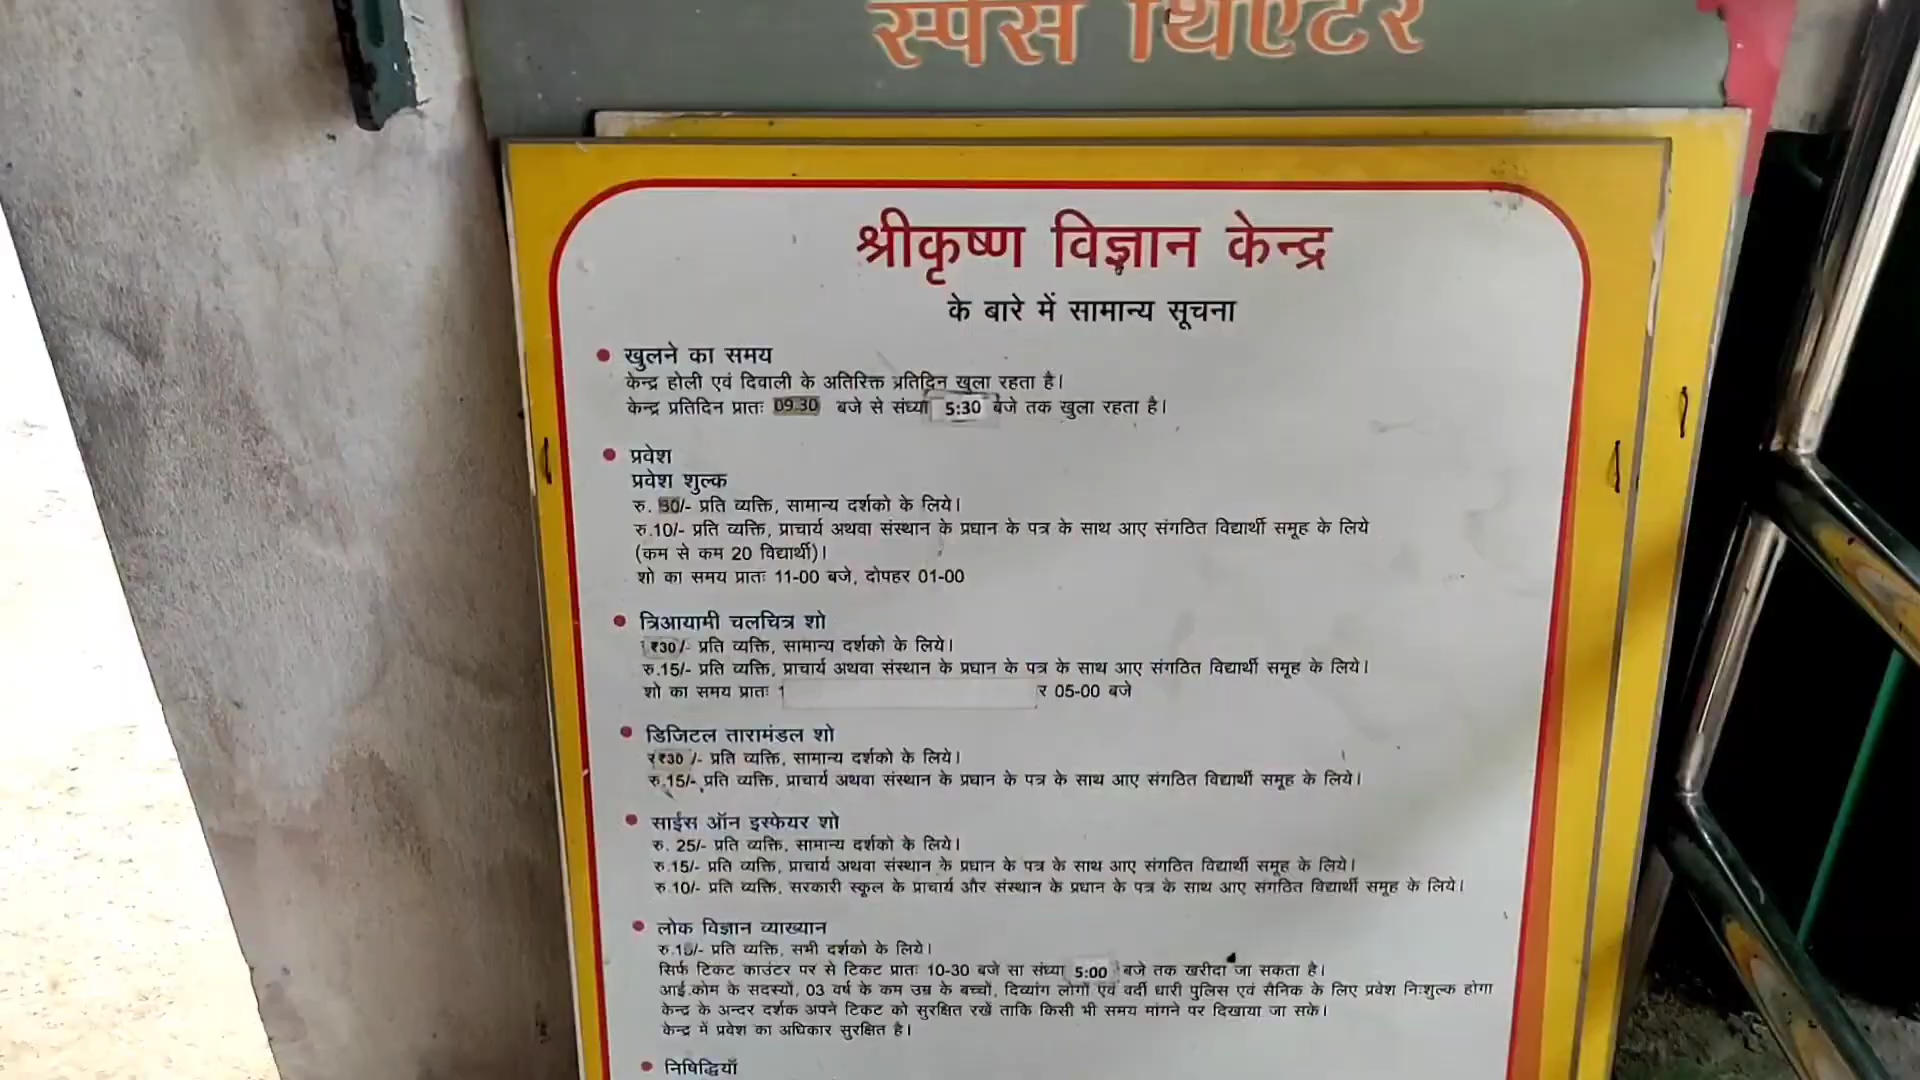 स्पेस थिएटर
श्रीकृष्ण विज्ञान केन्द्र
के बारे में सामान्य सूचना
खुलने का समय
केन्द्र होली एवं दिवाली के अतिरिक्त प्रतिदिन खुला रहता है।
केन्द्र प्रतिदिन प्रातः 09.30 बजे से संध्या 5:30 बजे तक खुला रहता है।
प्रवेश
प्रवेश शुल्क
रु. 30/- प्रति व्यक्ति, सामान्य दर्शको के लिये।
रु.10/- प्रति व्यक्ति, प्राचार्य अथवा संस्थान के प्रधान के पत्र के साथ आए संगठित विद्यार्थी समूह के लिये
(कम से कम 20 विद्यार्थी)।
शो का समय प्रातः 11-00 बजे, दोपहर 01-00
त्रिआयामी चलचित्र शो
₹30/- प्रति व्यक्ति, सामान्य दर्शको के लिये।
रु.15/- प्रति व्यक्ति, प्राचार्य अथवा संस्थान के प्रधान के पत्र के साथ आए संगठित विद्यार्थी समूह के लिये।
शो का समय प्रातः 05-00 बजे
डिजिटल तारामंडल शो
₹30 /- प्रति व्यक्ति, सामान्य दर्शको के लिये।
रु.15/- प्रति व्यक्ति, प्राचार्य अथवा संस्थान के प्रधान के पत्र के साथ आए संगठित विद्यार्थी समूह के लिये।
साईंस ऑन इस्फेयर शो
रु. 25/- प्रति व्यक्ति, सामान्य दर्शको के लिये।
रु.15/- प्रति व्यक्ति, प्राचार्य अथवा संस्थान के प्रधान के पत्र के साथ आए संगठित विद्यार्थी समूह के लिये।
रु.10/- प्रति व्यक्ति, सरकारी स्कूल के प्राचार्य और संस्थान के प्रधान के पत्र के साथ आए संगठित विद्यार्थी समूह के लिये।
लोक विज्ञान व्याख्यान
प्रति व्यक्ति, सभी दर्शको के लिये।
सिर्फ टिकट काउंटर पर से टिकट प्रातः 10-30 बजे सा संध्या 5:00 बजे तक खरीदा जा सकता है।
आई.कोम के सदस्यों, 03 वर्ष के कम उम्र के बच्चों, दिव्यांग लोगों एवं वर्दी धारी पुलिस एवं सैनिक के लिए प्रवेश निःशुल्क होगा
केन्द्र के अन्दर दर्शक अपने टिकट को सुरक्षित रखें ताकि किसी भी समय मांगने पर दिखाया जा सके।
केन्द्र में प्रवेश का अधिकार सुरक्षित है।
निषिद्धियाँ